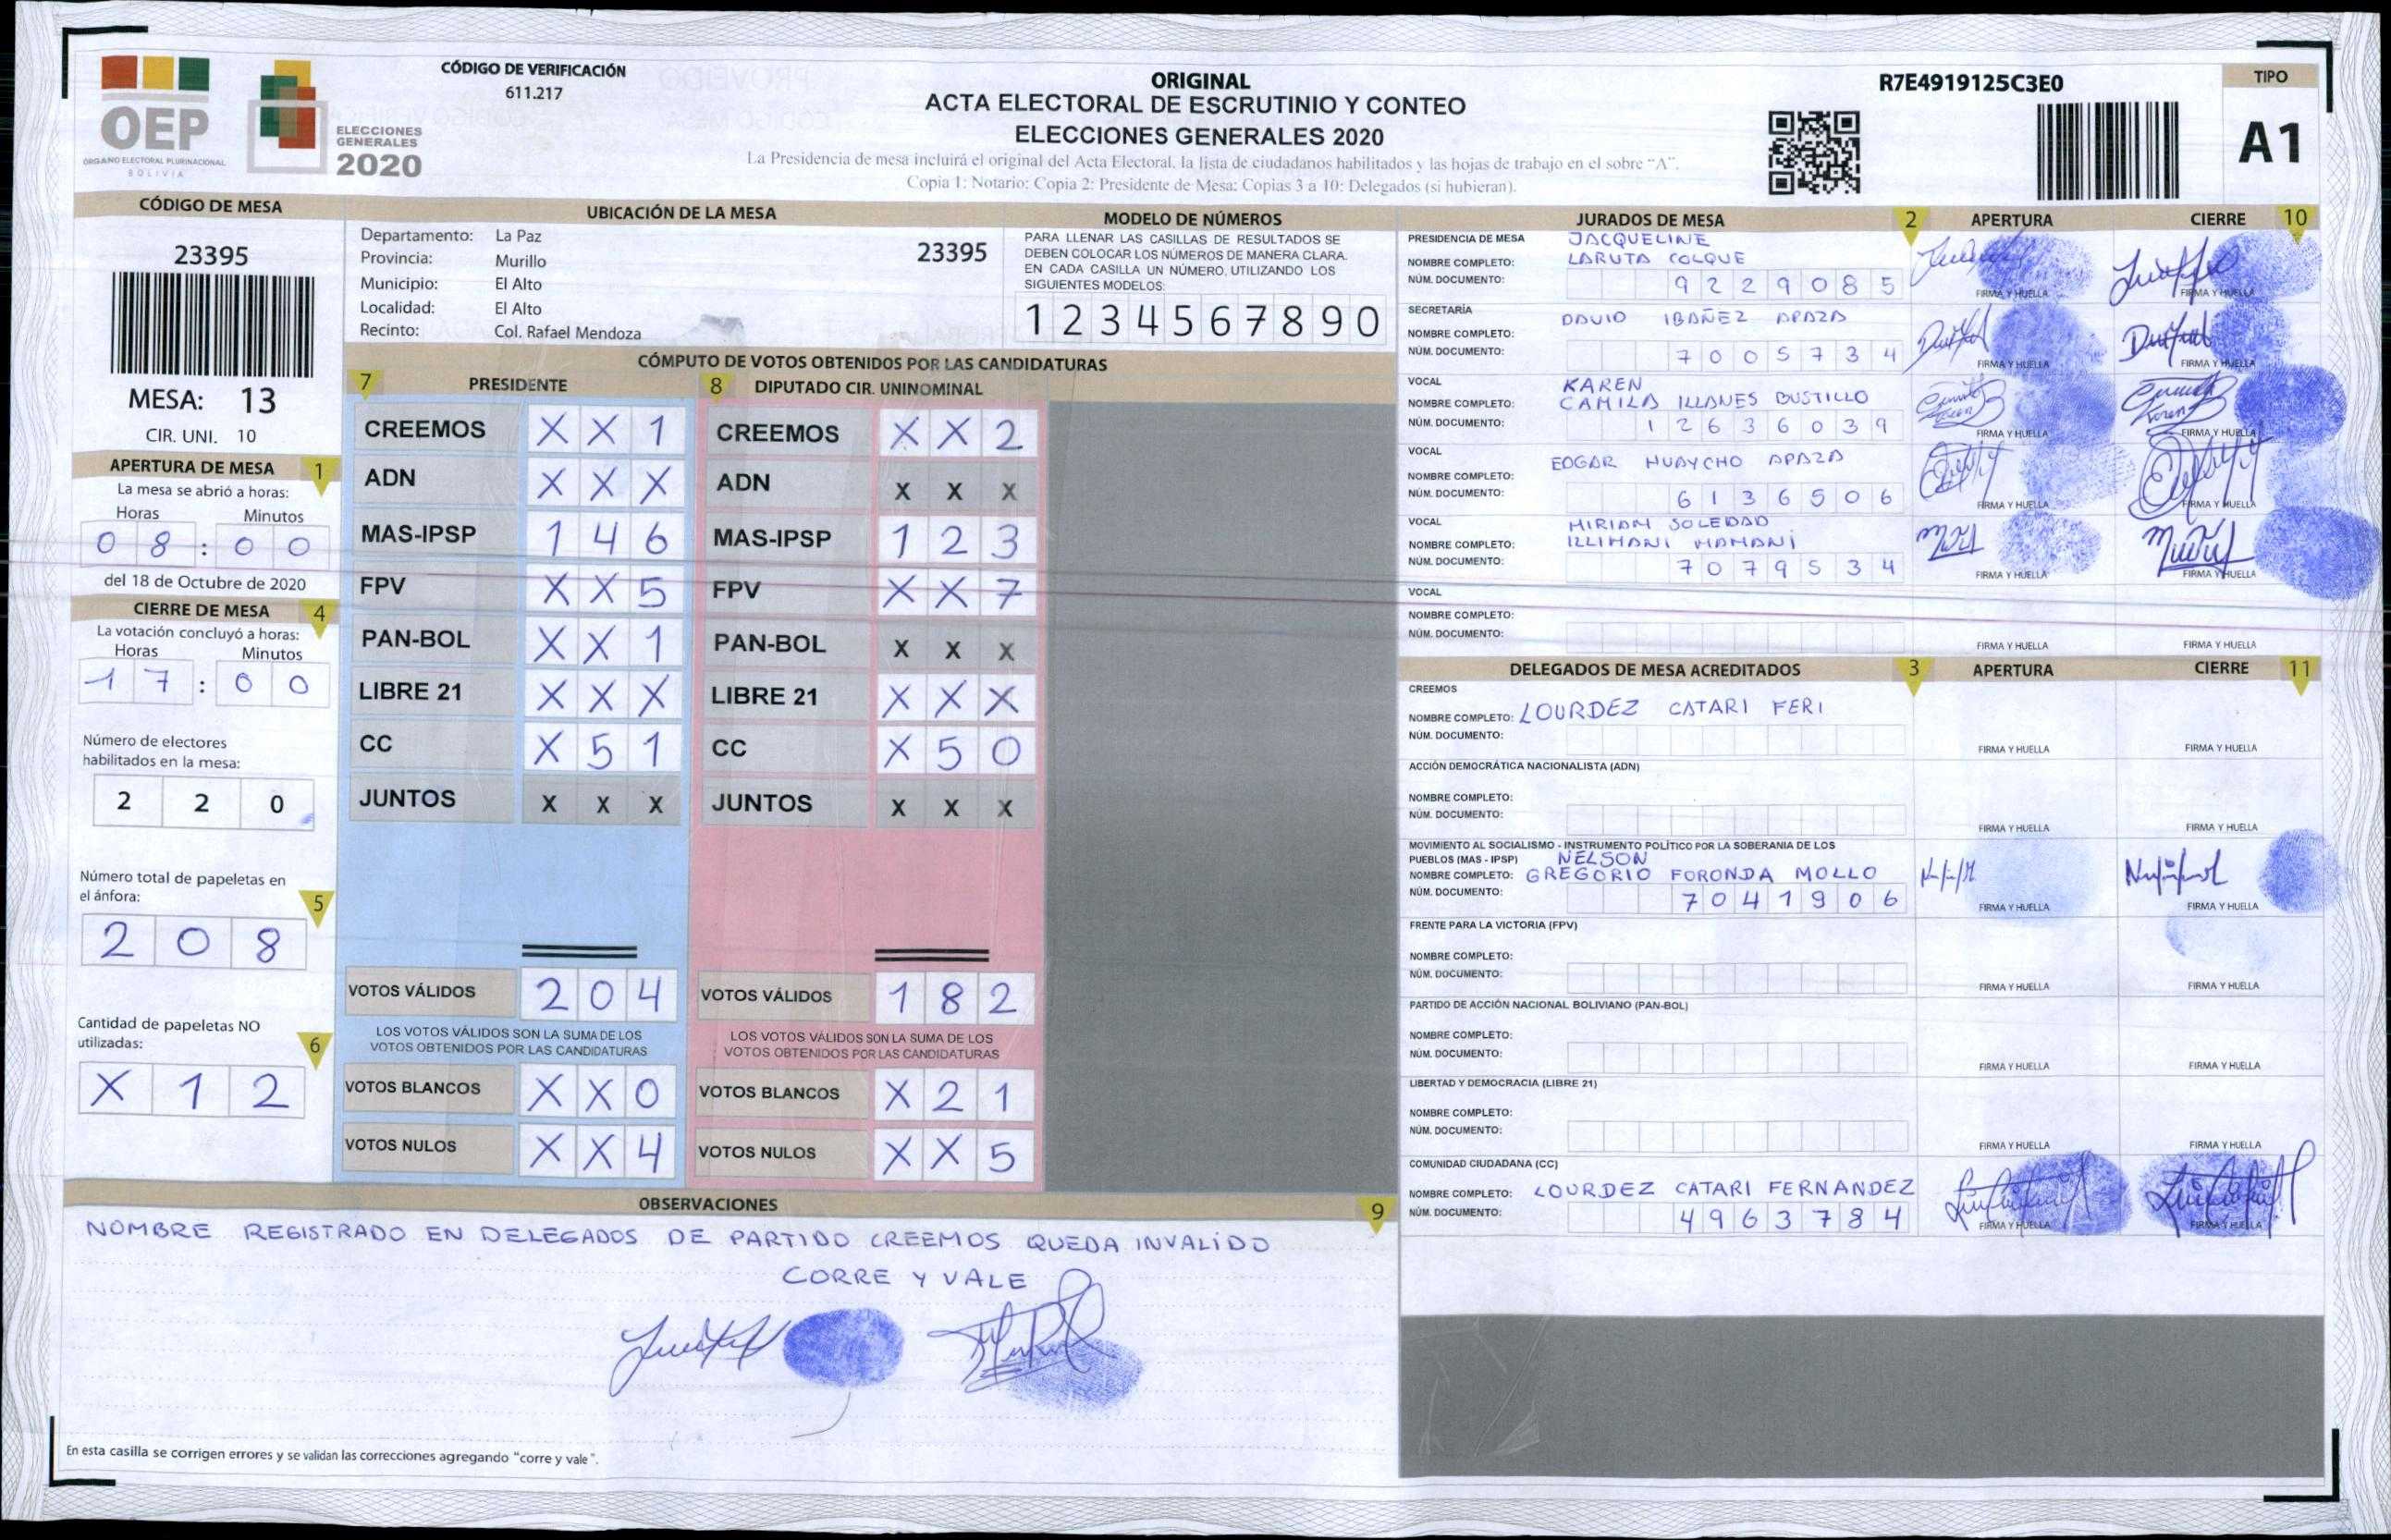 OEP
ÓRGANO ELECTORAL PLURINACIONAL
BOLIVIA
ELECCIONES
GENERALES
2020
CÓDIGO DE VERIFICACIÓN
611.217
ORIGINAL
ACTA ELECTORAL DE ESCRUTINIO Y CONTEO
ELECCIONES GENERALES 2020
La Presidencia de mesa incluirá el original del Acta Electoral, la lista de ciudadanos habilitados y las hojas de trabajo en el sobre "A".
Copia 1: Notario; Copia 2: Presidente de Mesa; Copias 3 a 10: Delegados (si hubieran).
R7E4919125C3E0
TIPO
A1
CÓDIGO DE MESA
23395
MESA: 13
CIR. UNI. 10
UBICACIÓN DE LA MESA
Departamento: La Paz
Provincia: Murillo
Municipio: El Alto
Localidad: El Alto
Recinto: Col. Rafael Mendoza
23395
MODELO DE NÚMEROS
PARA LLENAR LAS CASILLAS DE RESULTADOS SE
DEBEN COLOCAR LOS NÚMEROS DE MANERA CLARA.
EN CADA CASILLA UN NÚMERO, UTILIZANDO LOS
SIGUIENTES MODELOS:
1 2 3 4 5 6 7 8 9 0
APERTURA DE MESA 1
La mesa se abrió a horas:
Horas Minutos
0 8 : 0 0
del 18 de Octubre de 2020
CIERRE DE MESA 4
La votación concluyó a horas:
Horas Minutos
1 7 : 0 0
Número de electores
habilitados en la mesa:
2 2 0
Número total de papeletas en
el ánfora: 5
2 0 8
Cantidad de papeletas NO
utilizadas: 6
X 1 2
CÓMPUTO DE VOTOS OBTENIDOS POR LAS CANDIDATURAS
7 PRESIDENTE
CREEMOS X X 1
ADN X X X
MAS-IPSP 1 4 6
FPV X X 5
PAN-BOL X X 1
LIBRE 21 X X X
CC X 5 1
JUNTOS X X X
VOTOS VÁLIDOS 2 0 4
LOS VOTOS VÁLIDOS SON LA SUMA DE LOS
VOTOS OBTENIDOS POR LAS CANDIDATURAS
VOTOS BLANCOS X X 0
VOTOS NULOS X X 4
8 DIPUTADO CIR. UNINOMINAL
CREEMOS X X 2
ADN X X X
MAS-IPSP 1 2 3
FPV X X 7
PAN-BOL X X X
LIBRE 21 X X X
CC X 5 0
JUNTOS X X X
VOTOS VÁLIDOS 1 8 2
LOS VOTOS VÁLIDOS SON LA SUMA DE LOS
VOTOS OBTENIDOS POR LAS CANDIDATURAS
VOTOS BLANCOS X 2 1
VOTOS NULOS X X 5
OBSERVACIONES 9
NOMBRE REGISTRADO EN DELEGADOS DE PARTIDO CREEMOS QUEDA INVALIDO
CORRE Y VALE
En esta casilla se corrigen errores y se validan las correcciones agregando "corre y vale".
JURADOS DE MESA 2 APERTURA CIERRE 10
PRESIDENCIA DE MESA JACQUELINE
NOMBRE COMPLETO: LARUTA COLQUE
NÚM. DOCUMENTO: 9 2 2 9 0 8 5
FIRMA Y HUELLA FIRMA Y HUELLA
SECRETARÍA
DAVID IBAÑEZ APAZA
NOMBRE COMPLETO:
NÚM. DOCUMENTO: 7 0 0 5 7 3 4
FIRMA Y HUELLA FIRMA Y HUELLA
VOCAL KAREN
NOMBRE COMPLETO: CAMILA ILLANES BUSTILLO
NÚM. DOCUMENTO: 1 2 6 3 6 0 3 9
FIRMA Y HUELLA FIRMA Y HUELLA
VOCAL
EDGAR HUAYCHO APAZA
NOMBRE COMPLETO:
NÚM. DOCUMENTO: 6 1 3 6 5 0 6
FIRMA Y HUELLA FIRMA Y HUELLA
VOCAL MIRIAM SOLEDAD
NOMBRE COMPLETO: ILLIMANI MAMANI
NÚM. DOCUMENTO: 7 0 7 9 5 3 4
FIRMA Y HUELLA FIRMA Y HUELLA
VOCAL
NOMBRE COMPLETO:
NÚM. DOCUMENTO:
FIRMA Y HUELLA FIRMA Y HUELLA
DELEGADOS DE MESA ACREDITADOS 3 APERTURA CIERRE 11
CREEMOS
NOMBRE COMPLETO: LOURDEZ CATARI FERI
NÚM. DOCUMENTO:
FIRMA Y HUELLA FIRMA Y HUELLA
ACCIÓN DEMOCRÁTICA NACIONALISTA (ADN)
NOMBRE COMPLETO:
NÚM. DOCUMENTO:
FIRMA Y HUELLA FIRMA Y HUELLA
MOVIMIENTO AL SOCIALISMO - INSTRUMENTO POLÍTICO POR LA SOBERANIA DE LOS
PUEBLOS (MAS - IPSP) NELSON
NOMBRE COMPLETO: GREGORIO FORONDA MOLLO
NÚM. DOCUMENTO: 7 0 4 1 9 0 6
FIRMA Y HUELLA FIRMA Y HUELLA
FRENTE PARA LA VICTORIA (FPV)
NOMBRE COMPLETO:
NÚM. DOCUMENTO:
FIRMA Y HUELLA FIRMA Y HUELLA
PARTIDO DE ACCIÓN NACIONAL BOLIVIANO (PAN-BOL)
NOMBRE COMPLETO:
NÚM. DOCUMENTO:
FIRMA Y HUELLA FIRMA Y HUELLA
LIBERTAD Y DEMOCRACIA (LIBRE 21)
NOMBRE COMPLETO:
NÚM. DOCUMENTO:
FIRMA Y HUELLA FIRMA Y HUELLA
COMUNIDAD CIUDADANA (CC)
NOMBRE COMPLETO: LOURDEZ CATARI FERNANDEZ
NÚM. DOCUMENTO: 4 9 6 3 7 8 4
FIRMA Y HUELLA FIRMA Y HUELLA